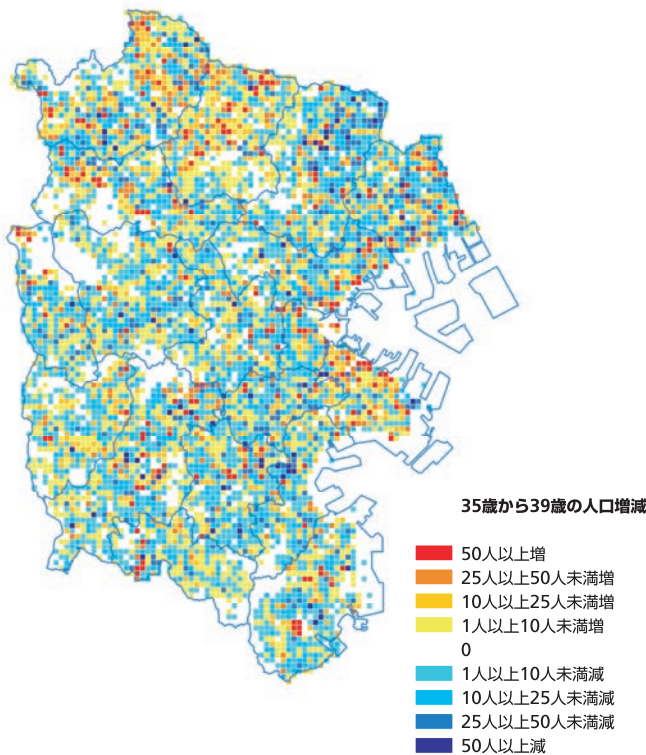 35歳から39歳の人口増減
50人以上増
25人以上50人未満増
10人以上25人未満増
1人以上10人未満増
0
1人以上10人未満減
10人以上25人未満減
25人以上50人未満減
50人以上減